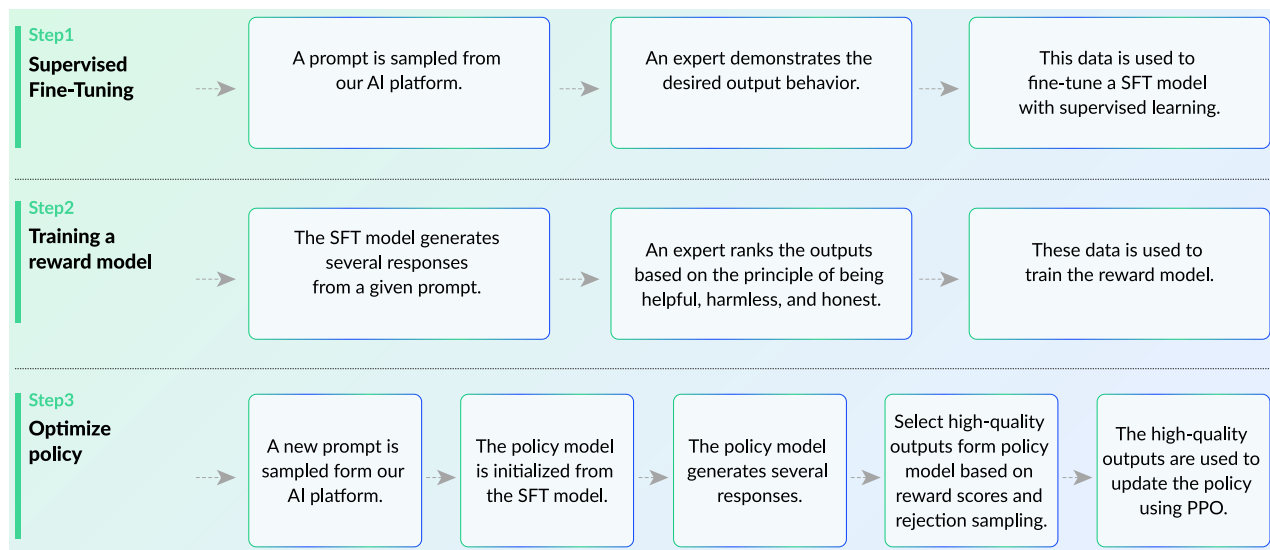 Step1
Supervised
Fine-Tuning
A prompt is sampled from
our AI platform.
An expert demonstrates the
desired output behavior.
This data is used to
fine-tune a SFT model
with supervised learning.
Step2
Training a
reward model
The SFT model generates
several responses
from a given prompt.
An expert ranks the outputs
based on the principle of being
helpful, harmless, and honest.
These data is used to
train the reward model.
Step3
Optimize
policy
A new prompt is
sampled form our
AI platform.
The policy model
is initialized from
the SFT model.
The policy model
generates several
responses.
Select high-quality
outputs form policy
model based on
reward scores and
rejection sampling.
The high-quality
outputs are used to
update the policy
using PPO.